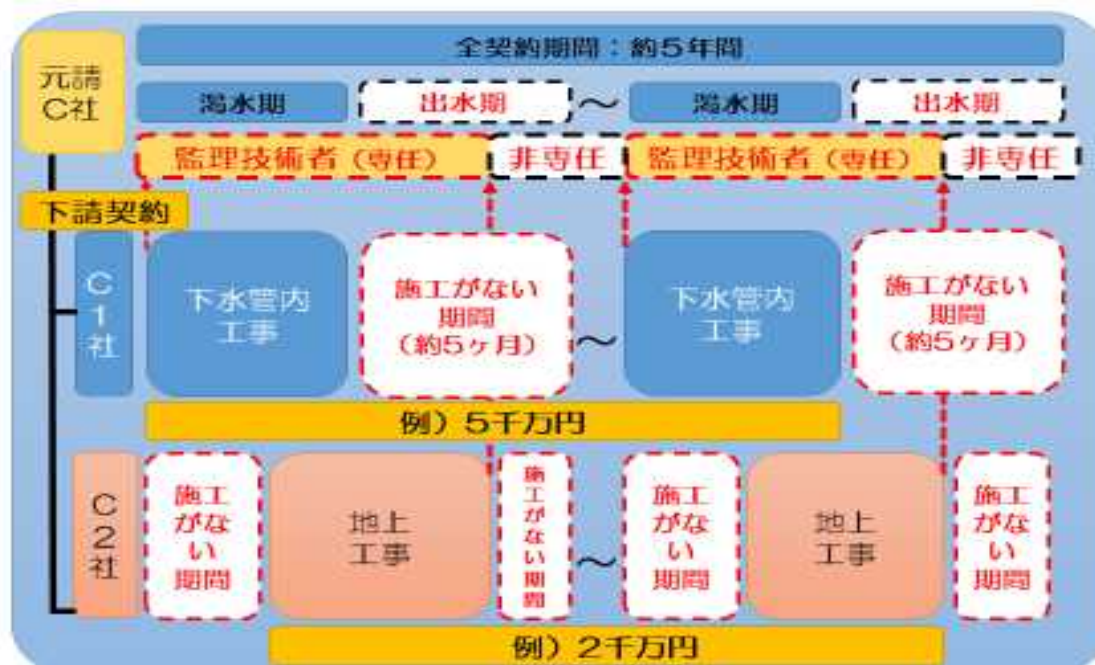 全契約期間：約5年間
元請
C社
潟水期
出水期
～
潟水期
出水期
監理技術者（専任）
非専任
監理技術者（専任）
非専任
下請契約
C1社
下水管内
工事
施工がない
期間
（約5ヶ月）
～
下水管内
工事
施工がない
期間
（約5ヶ月）
例）5千万円
C2社
施工
がな
い
期間
地上
工事
施工がない期間
～
施工
がな
い
期間
地上
工事
施工
がな
い
期間
例）2千万円